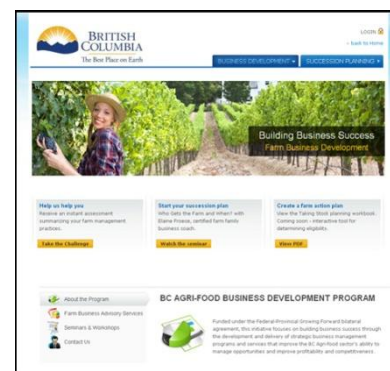 BRITISH
COLUMBIA
The Best Place on Earth
LOGIN
back to Home
BUSINESS DEVELOPMENT
SUCCESSION PLANNING
Building Business Success
Farm Business Development
Help us help you
Receive an instant assessment
summarizing your farm management
practices.
Take the Challenge
Start your succession plan
Who Gets the Farm and When? with
Elaine Froese, certified farm family
business coach.
Watch the seminar
Create a farm action plan
View the Taking Stock planning workbook.
Coming soon - interactive tool for
determining eligibility.
View PDF
About the Program
Farm Business Advisory Services
Seminars & Workshops
Contact Us
BC AGRI-FOOD BUSINESS DEVELOPMENT PROGRAM
Funded under the Federal-Provincial Growing Forward bilateral
agreement, this initiative focuses on building business success through
the development and delivery of strategic business management
programs and services that improve the BC Agri-Food sector's ability to
manage opportunities and improve profitability and competitiveness.